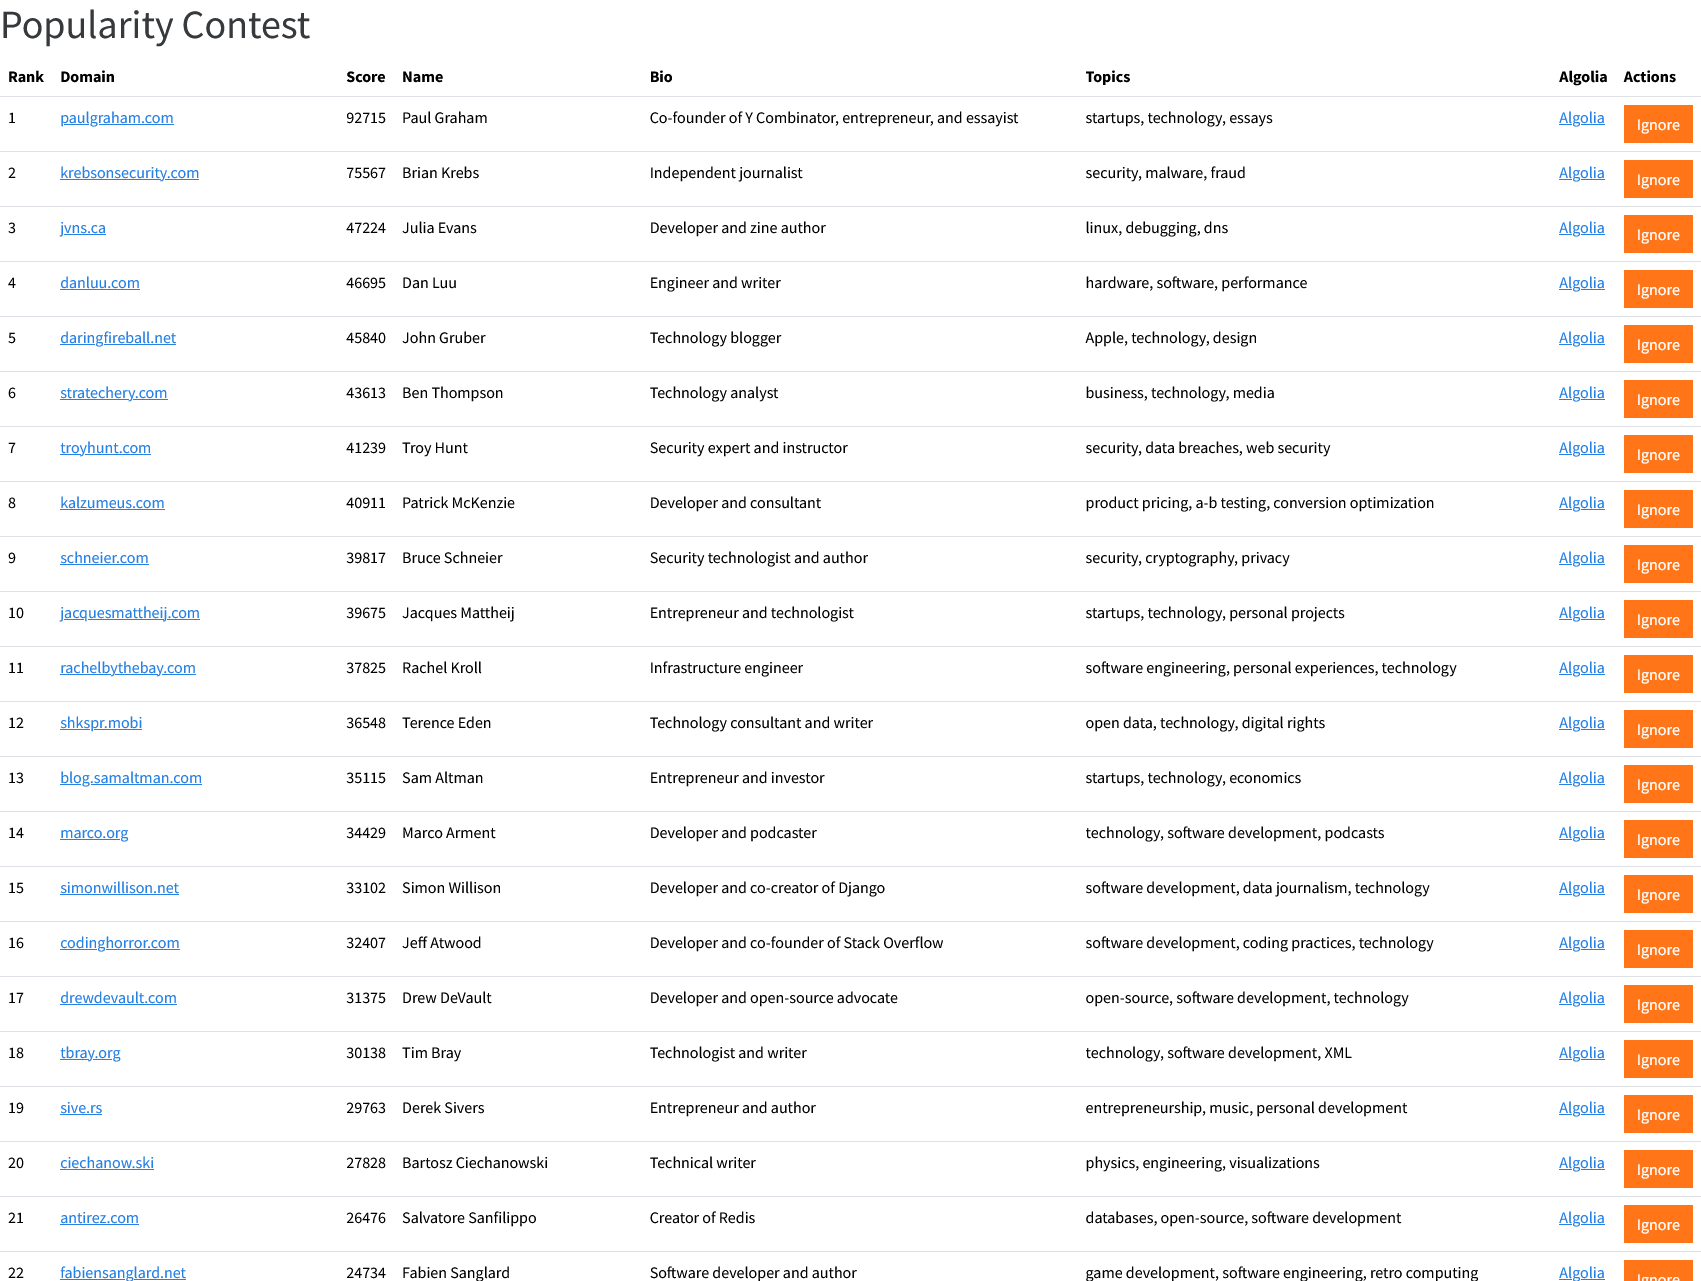 Popularity Contest
Rank Domain Score Name Bio Topics Algolia Actions
1 paulgraham.com 92715 Paul Graham Co-founder of Y Combinator, entrepreneur, and essayist startups, technology, essays Algolia Ignore
2 krebsonsecurity.com 75567 Brian Krebs Independent journalist security, malware, fraud Algolia Ignore
3 jvns.ca 47224 Julia Evans Developer and zine author linux, debugging, dns Algolia Ignore
4 danluu.com 46695 Dan Luu Engineer and writer hardware, software, performance Algolia Ignore
5 daringfireball.net 45840 John Gruber Technology blogger Apple, technology, design Algolia Ignore
6 stratechery.com 43613 Ben Thompson Technology analyst business, technology, media Algolia Ignore
7 troyhunt.com 41239 Troy Hunt Security expert and instructor security, data breaches, web security Algolia Ignore
8 kalzumeus.com 40911 Patrick McKenzie Developer and consultant product pricing, a-b testing, conversion optimization Algolia Ignore
9 schneier.com 39817 Bruce Schneier Security technologist and author security, cryptography, privacy Algolia Ignore
10 jacquesmattheij.com 39675 Jacques Mattheij Entrepreneur and technologist startups, technology, personal projects Algolia Ignore
11 rachelbythebay.com 37825 Rachel Kroll Infrastructure engineer software engineering, personal experiences, technology Algolia Ignore
12 shkspr.mobi 36548 Terence Eden Technology consultant and writer open data, technology, digital rights Algolia Ignore
13 blog.samaltman.com 35115 Sam Altman Entrepreneur and investor startups, technology, economics Algolia Ignore
14 marco.org 34429 Marco Arment Developer and podcaster technology, software development, podcasts Algolia Ignore
15 simonwillison.net 33102 Simon Willison Developer and co-creator of Django software development, data journalism, technology Algolia Ignore
16 codinghorror.com 32407 Jeff Atwood Developer and co-founder of Stack Overflow software development, coding practices, technology Algolia Ignore
17 drewdevault.com 31375 Drew DeVault Developer and open-source advocate open-source, software development, technology Algolia Ignore
18 tbray.org 30138 Tim Bray Technologist and writer technology, software development, XML Algolia Ignore
19 sive.rs 29763 Derek Sivers Entrepreneur and author entrepreneurship, music, personal development Algolia Ignore
20 ciechanow.ski 27828 Bartosz Ciechanowski Technical writer physics, engineering, visualizations Algolia Ignore
21 antirez.com 26476 Salvatore Sanfilippo Creator of Redis databases, open-source, software development Algolia Ignore
22 fabiensanglard.net 24734 Fabien Sanglard Software developer and author game development, software engineering, retro computing Algolia Ignore